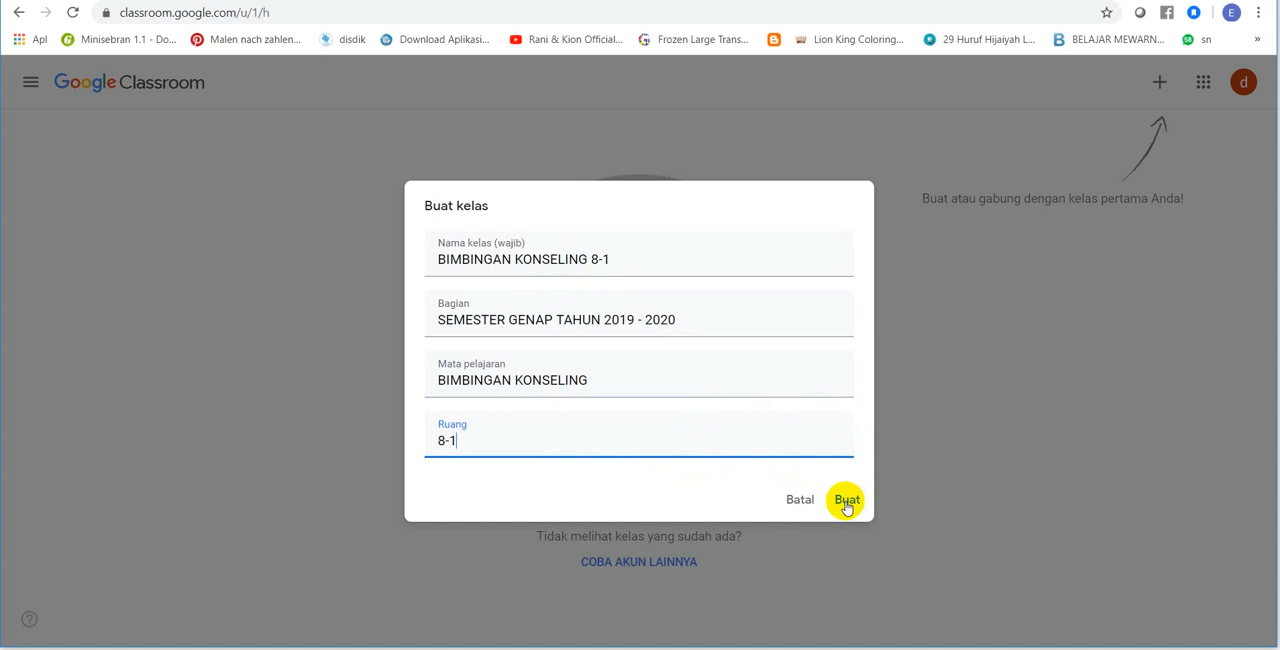 classroom.google.com/u/1/h
E
Apl
Minisebran 1.1 - Do...
Malen nach zahlen...
disdik
Download Aplikasi...
Rani & Kion Official...
Frozen Large Trans...
Lion King Coloring...
29 Huruf Hijaiyah L...
BELAJAR MEWARN...
sn
»
Google Classroom
d
Buat atau gabung dengan kelas pertama Anda!
Buat kelas
Nama kelas (wajib)
BIMBINGAN KONSELING 8-1
Bagian
SEMESTER GENAP TAHUN 2019 - 2020
Mata pelajaran
BIMBINGAN KONSELING
Ruang
8-1
Batal
Buat
Tidak melihat kelas yang sudah ada?
COBA AKUN LAINNYA